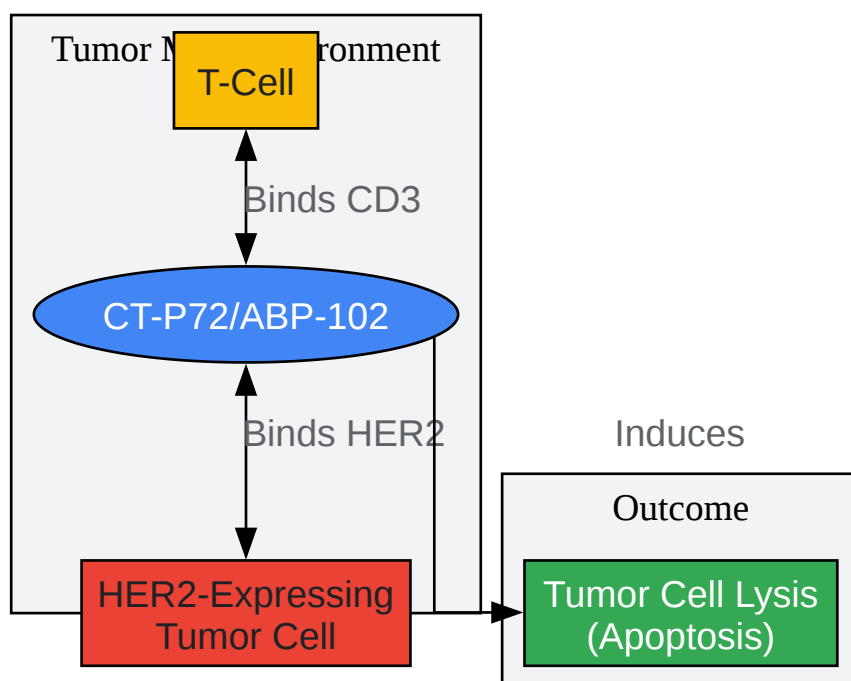 Tumor M ronment
T-Cell
Binds CD3
CT-P72/ABP-102
Binds HER2
Induces
Outcome
HER2-Expressing
Tumor Cell
Tumor Cell Lysis
(Apoptosis)